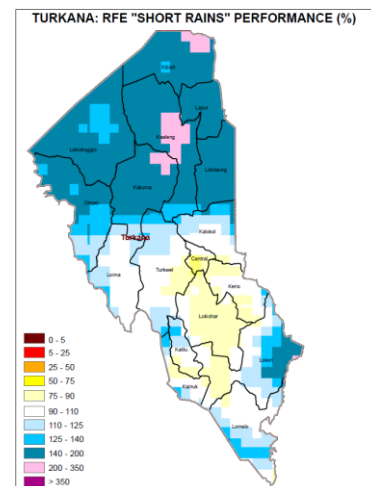 TURKANA: RFE "SHORT RAINS" PERFORMANCE (%)
Kibish
Lapur
Kaaleng
Lokichoggio
Lokitaung
Kakuma
Oropoi
Kalokol
Turkana
Central
Loima
Turkwel
Kerio
Lokichar
Lokori
Katilu
Kainuk
Lomelo
0 - 5
5 - 25
25 - 50
50 - 75
75 - 90
90 - 110
110 - 125
125 - 140
140 - 200
200 - 350
> 350